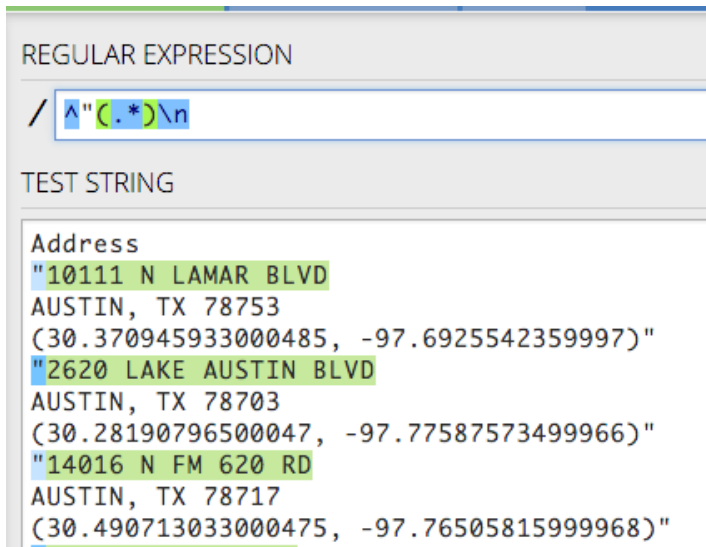 REGULAR EXPRESSION
/ ^"(.*)\n
TEST STRING
Address
"10111 N LAMAR BLVD
AUSTIN, TX 78753
(30.370945933000485, -97.6925542359997)"
"2620 LAKE AUSTIN BLVD
AUSTIN, TX 78703
(30.28190796500047, -97.77587573499966)"
"14016 N FM 620 RD
AUSTIN, TX 78717
(30.490713033000475, -97.76505815999968)"